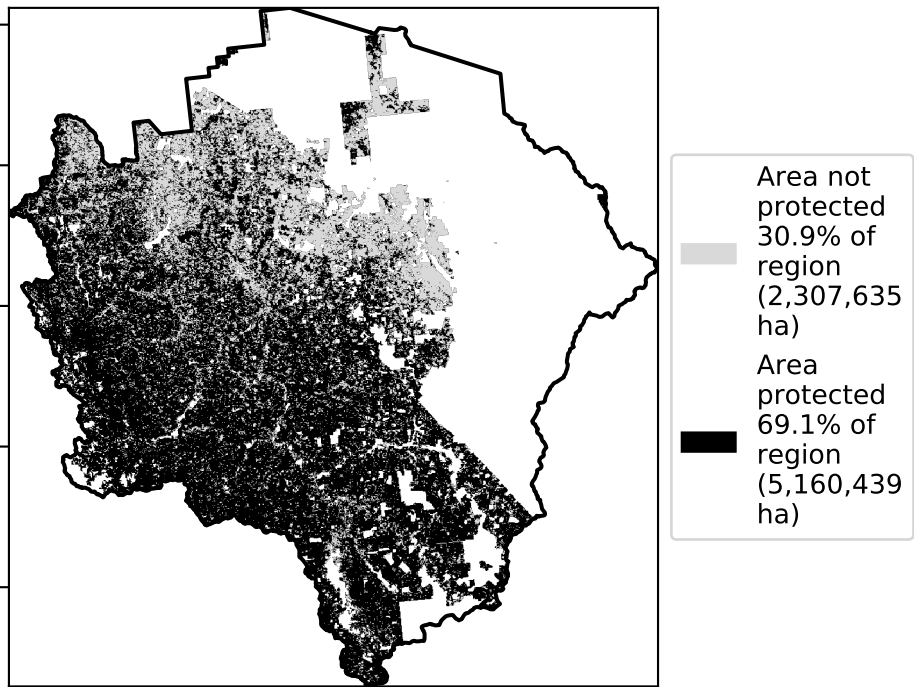 Area not
protected
30.9% of
region
(2,307,635
ha)
Area
protected
69.1% of
region
(5,160,439
ha)